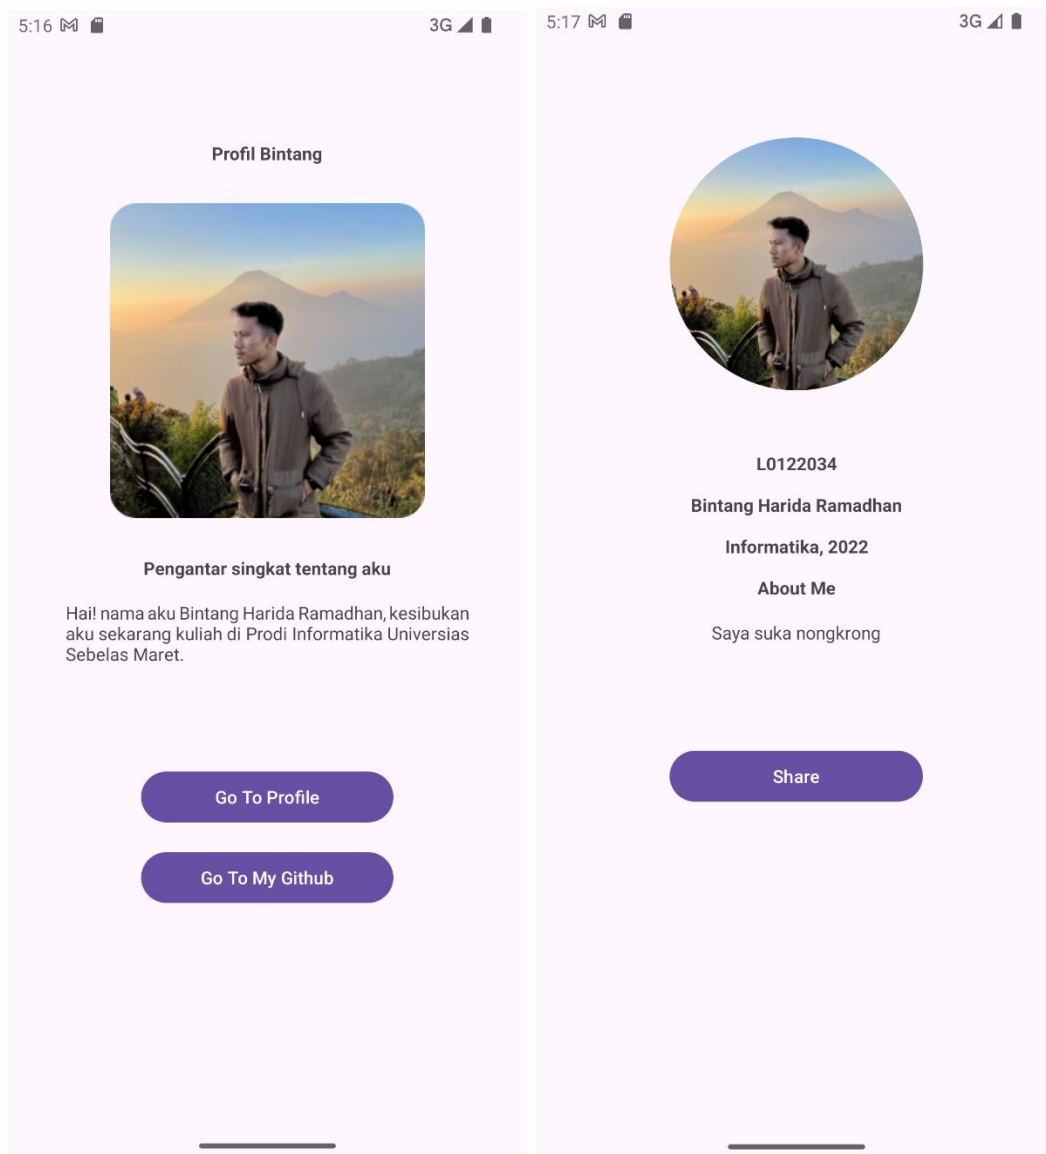 5:16
3G
Profil Bintang
Pengantar singkat tentang aku
Hai! nama aku Bintang Harida Ramadhan, kesibukan
aku sekarang kuliah di Prodi Informatika Universias
Sebelas Maret.
Go To Profile
Go To My Github
5:17
3G
L0122034
Bintang Harida Ramadhan
Informatika, 2022
About Me
Saya suka nongkrong
Share